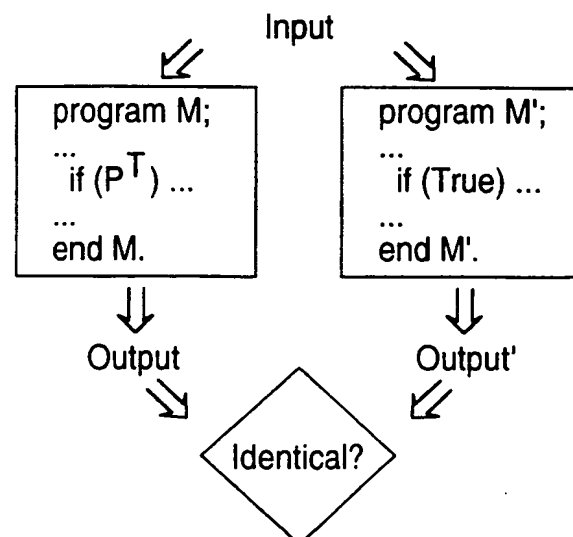 Input
program M;
...
if (P^T) ...
...
end M.
program M';
...
if (True) ...
...
end M'.
Output
Output'
Identical?